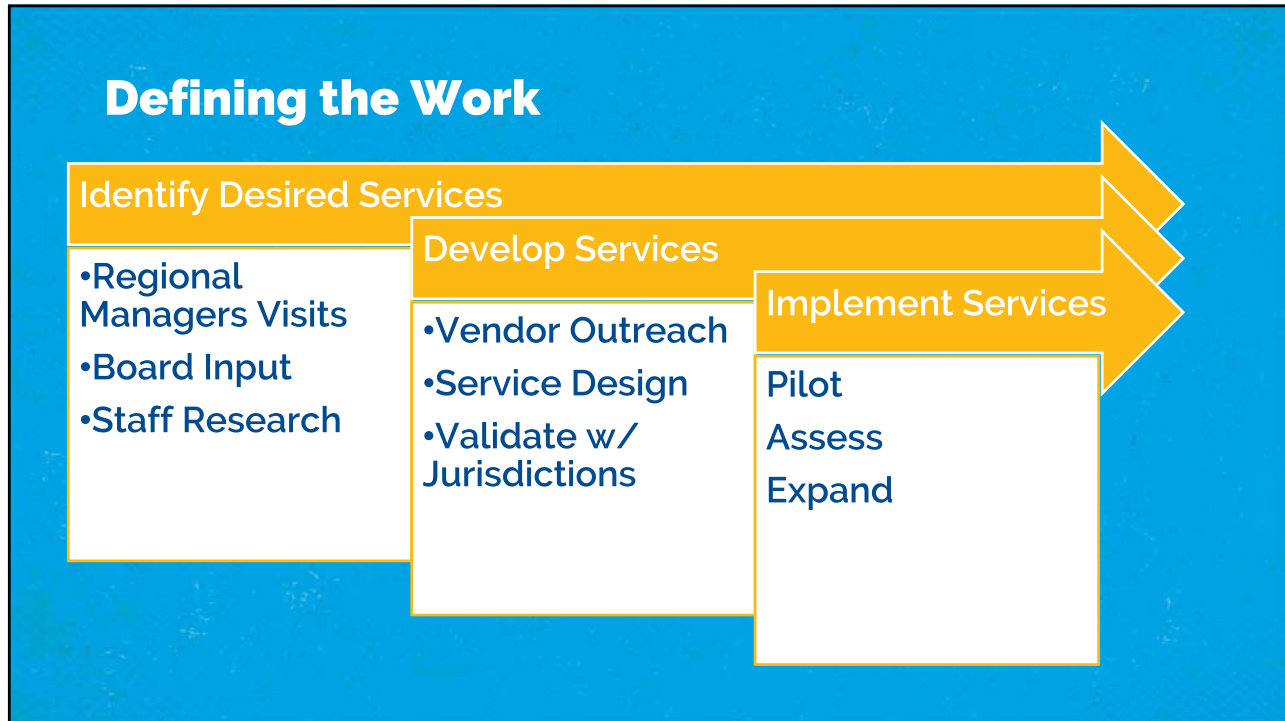 Defining the Work
Identify Desired Services
•Regional
Managers Visits
•Board Input
•Staff Research
Develop Services
•Vendor Outreach
•Service Design
•Validate w/
Jurisdictions
Implement Services
Pilot
Assess
Expand